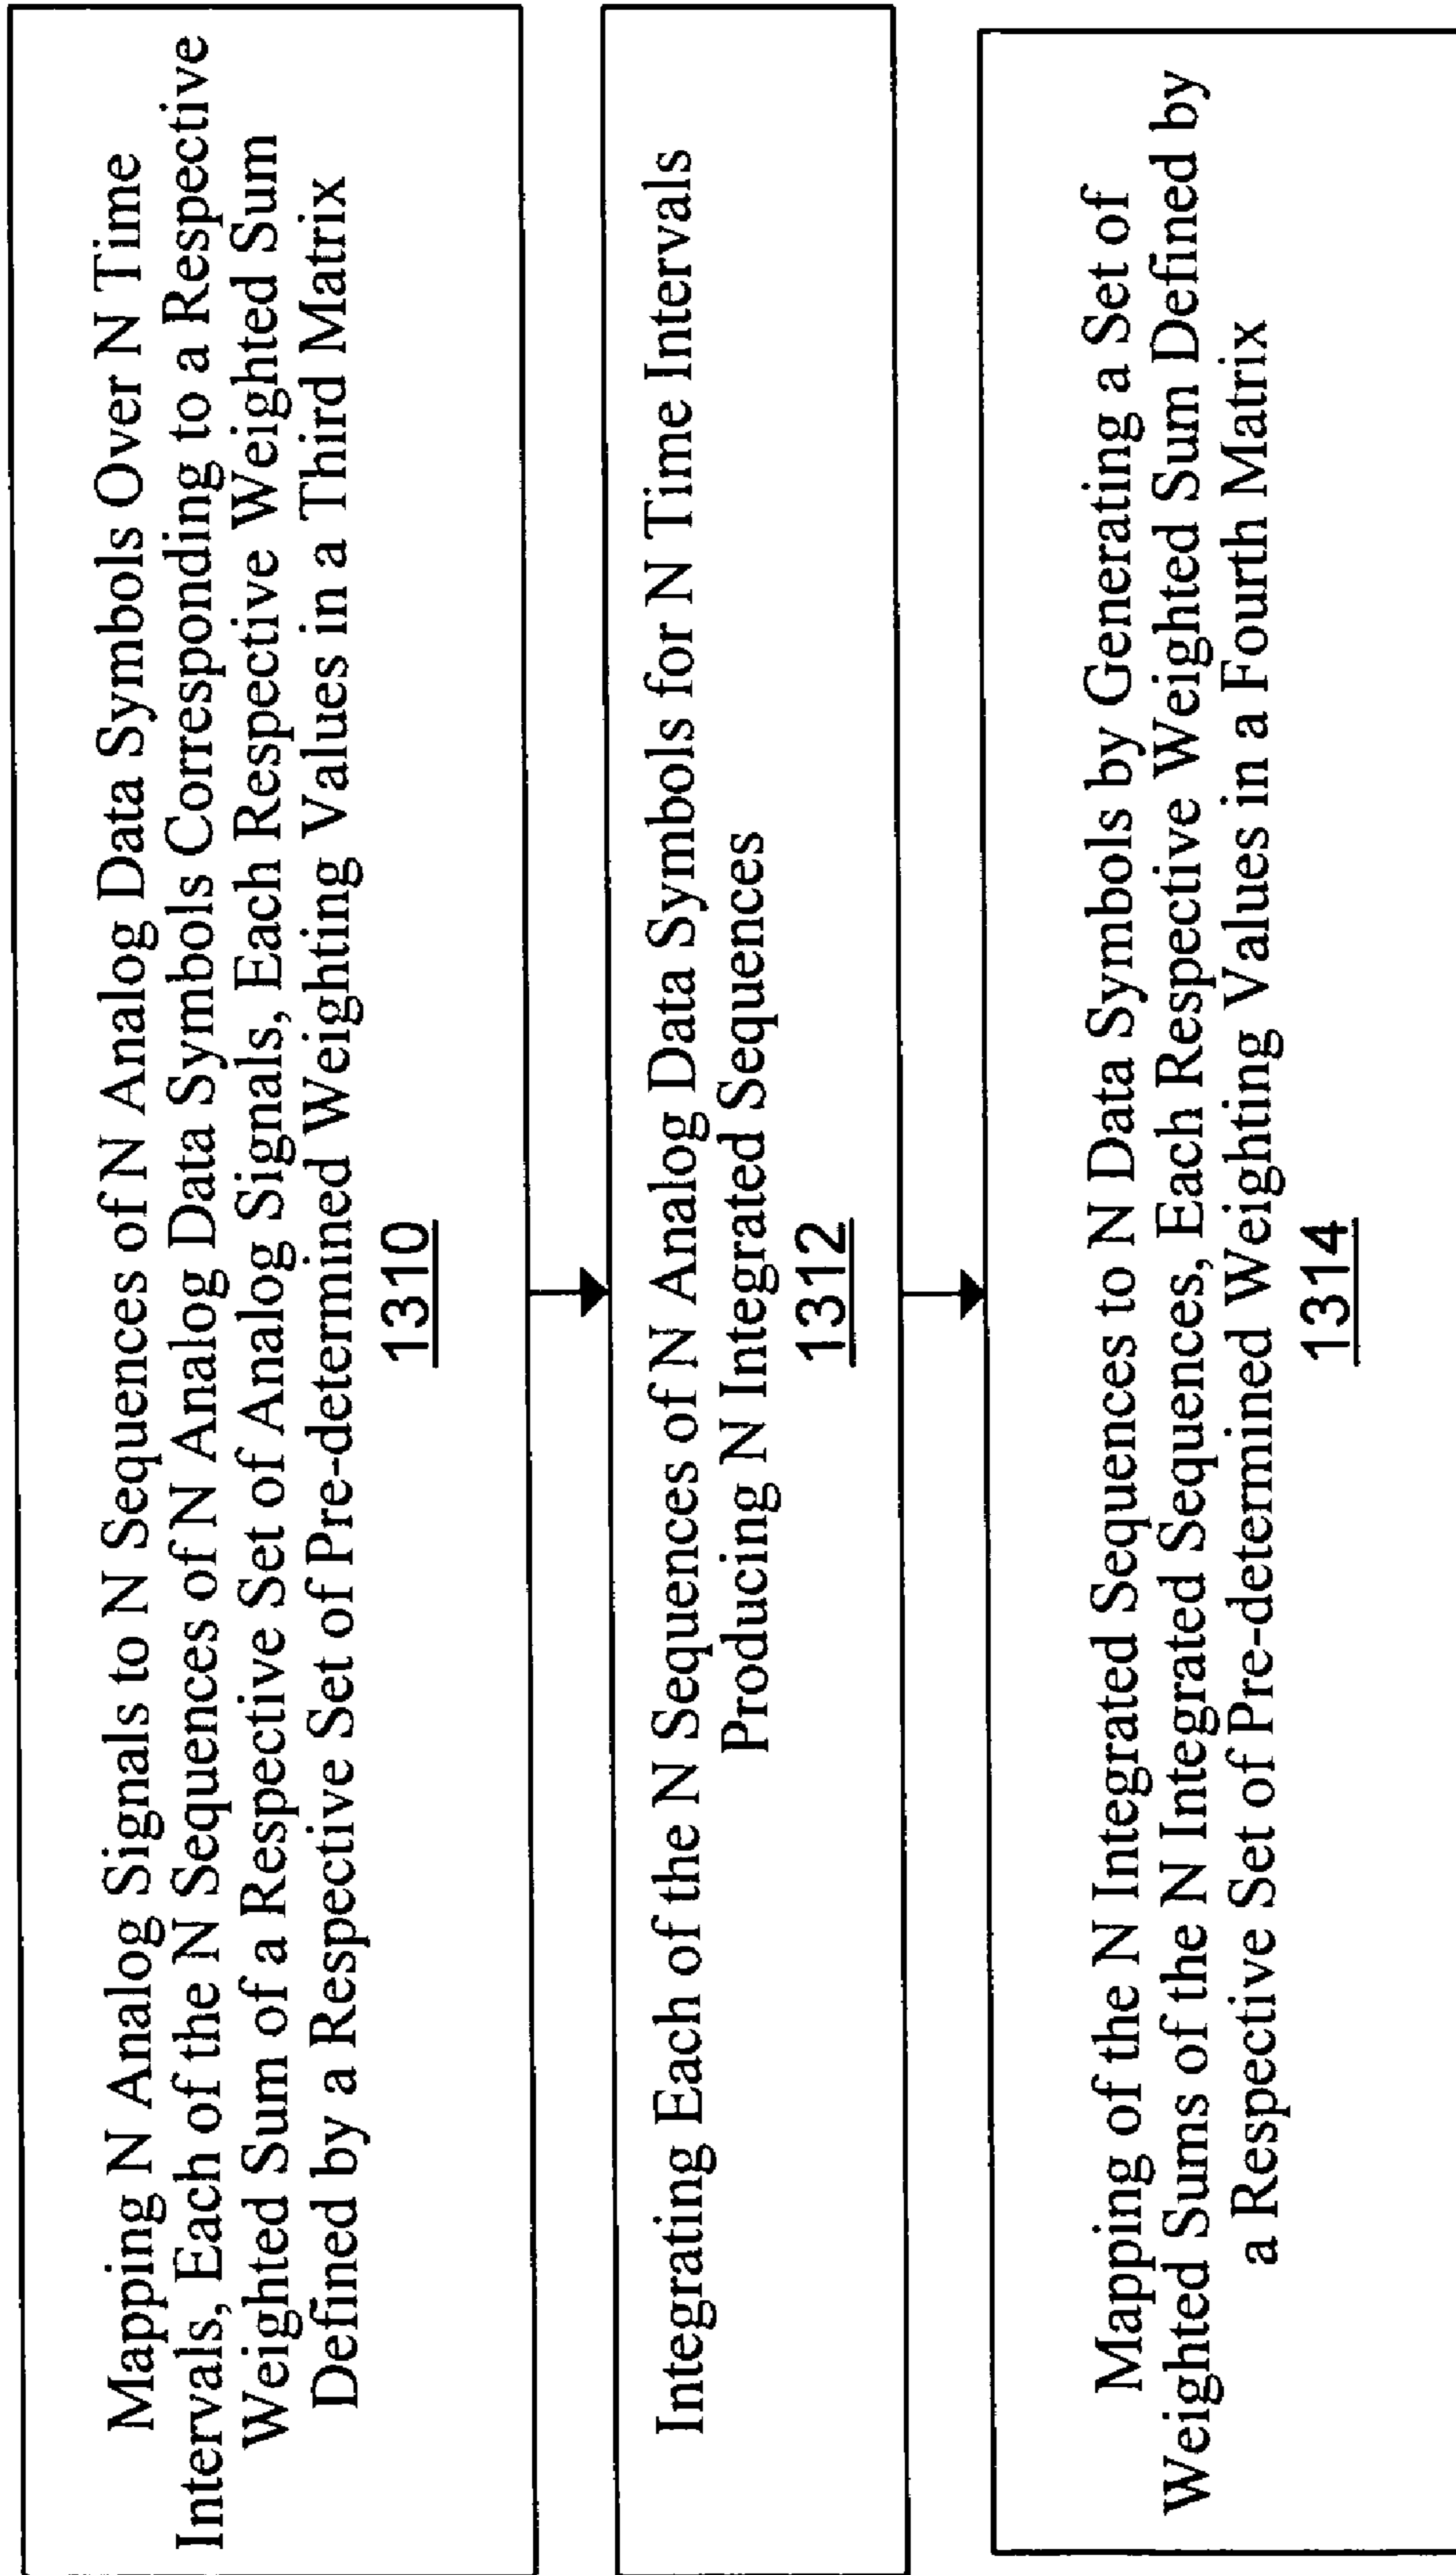 Mapping N Analog Signals to N Sequences of N Analog Data Symbols Over N Time
Intervals, Each of the N Sequences of N Analog Data Symbols Corresponding to a Respective
Weighted Sum of a Respective Set of Analog Signals, Each Respective Weighted Sum
Defined by a Respective Set of Pre-determined Weighting Values in a Third Matrix
1310
Integrating Each of the N Sequences of N Analog Data Symbols for N Time Intervals
Producing N Integrated Sequences
1312
Mapping of the N Integrated Sequences to N Data Symbols by Generating a Set of
Weighted Sums of the N Integrated Sequences, Each Respective Weighted Sum Defined by
a Respective Set of Pre-determined Weighting Values in a Fourth Matrix
1314